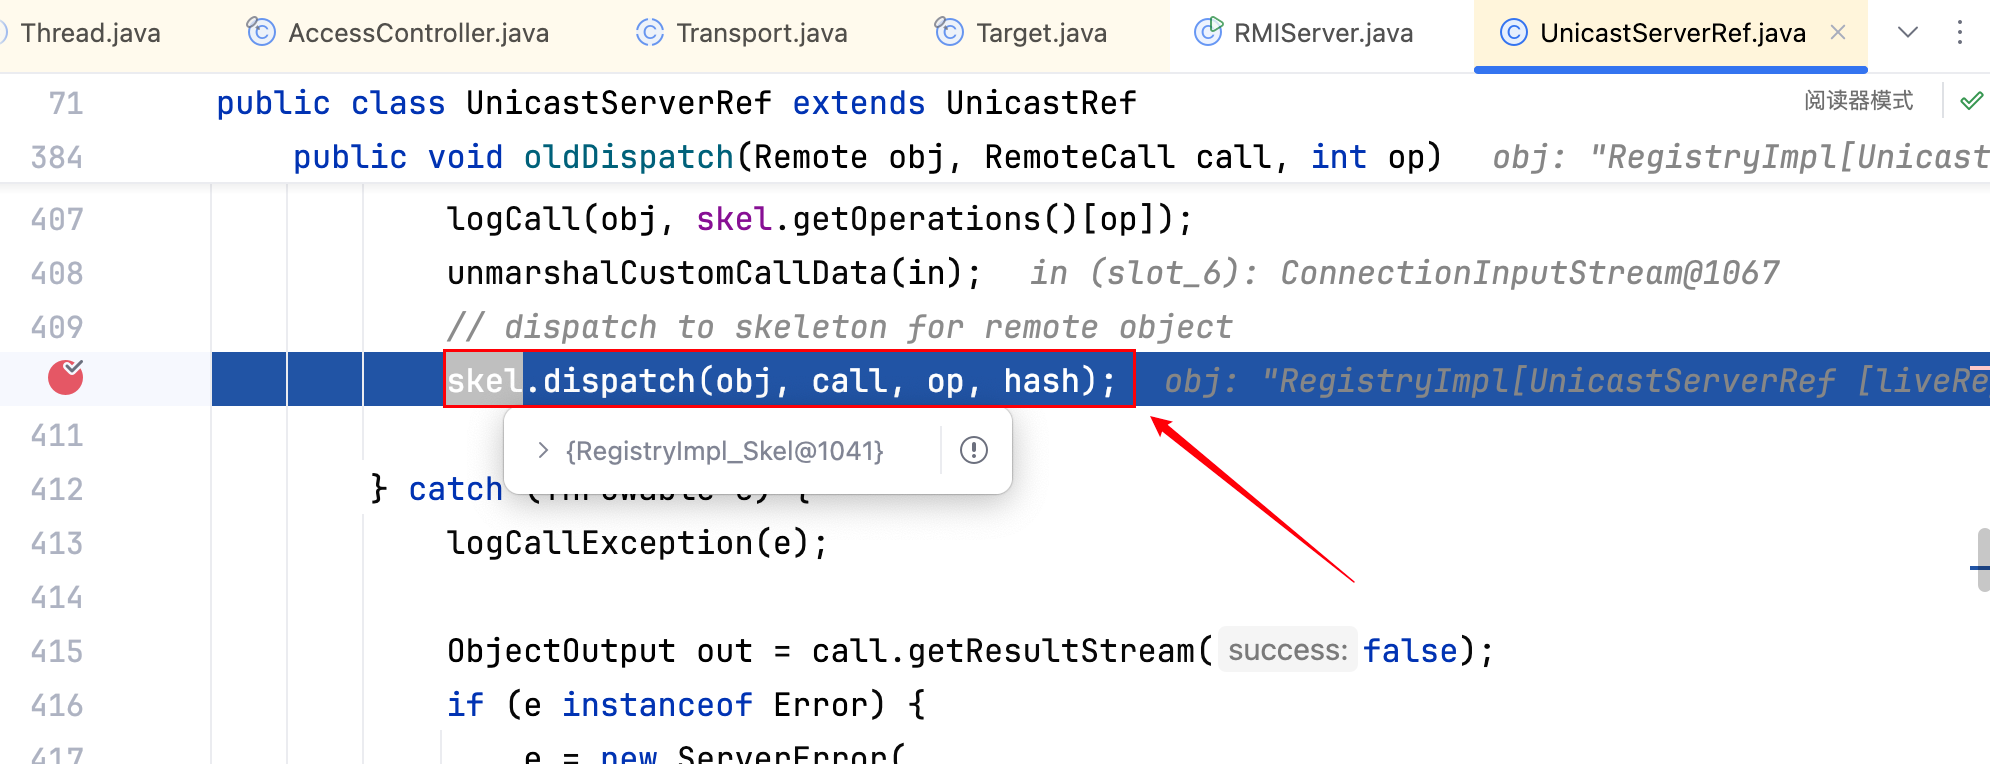 Thread.java AccessController.java Transport.java Target.java RMIServer.java UnicastServerRef.java
71 public class UnicastServerRef extends UnicastRef 阅读器模式
384 public void oldDispatch(Remote obj, RemoteCall call, int op) obj: "RegistryImpl[Unicast
407 logCall(obj, skel.getOperations()[op]);
408 unmarshalCustomCallData(in); in (slot_6): ConnectionInputStream@1067
409 // dispatch to skeleton for remote object
skel.dispatch(obj, call, op, hash); obj: "RegistryImpl[UnicastServerRef [liveRe
411
{RegistryImpl_Skel@1041}
412 } catch (Throwable e) {
413 logCallException(e);
414
415 ObjectOutput out = call.getResultStream( success: false);
416 if (e instanceof Error) {
417 e = new ServerError(